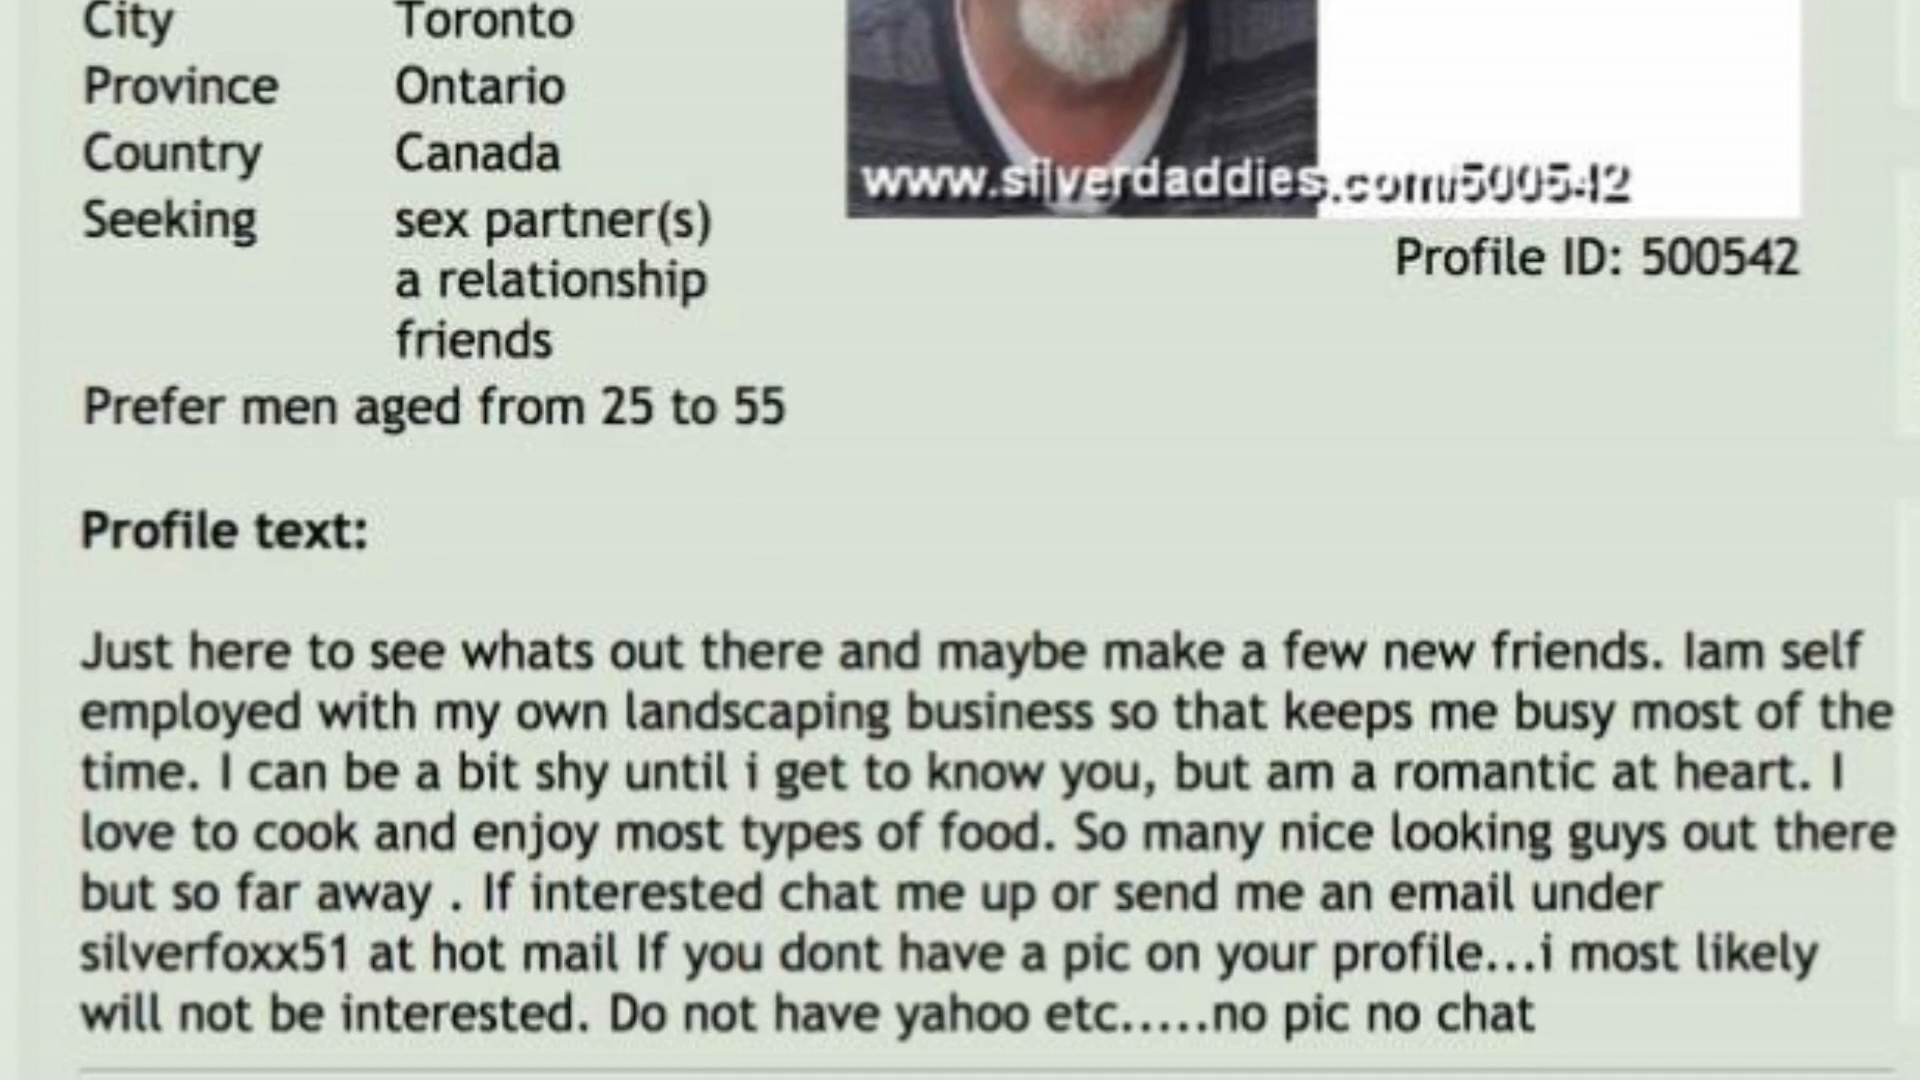 City Toronto
Province Ontario
Country Canada
Seeking sex partner(s)
a relationship
friends
Prefer men aged from 25 to 55
www.silverdaddies.com/500542
Profile ID: 500542
Profile text:
Just here to see whats out there and maybe make a few new friends. Iam self
employed with my own landscaping business so that keeps me busy most of the
time. I can be a bit shy until i get to know you, but am a romantic at heart. I
love to cook and enjoy most types of food. So many nice looking guys out there
but so far away . If interested chat me up or send me an email under
silverfoxx51 at hot mail If you dont have a pic on your profile...i most likely
will not be interested. Do not have yahoo etc.....no pic no chat